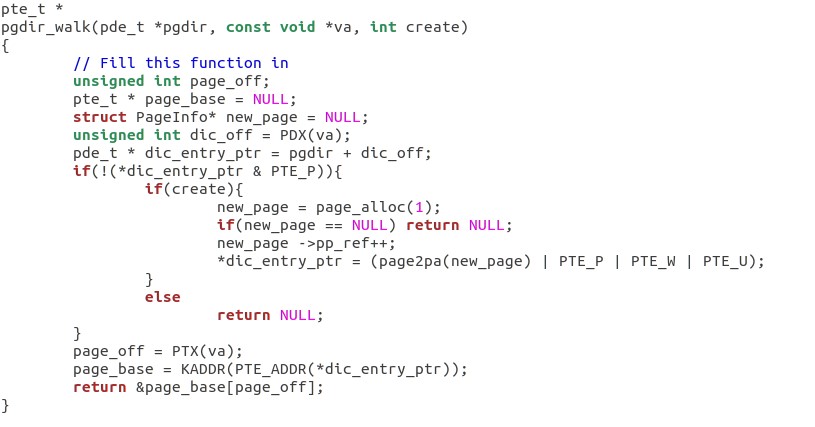 pte_t *
pgdir_walk(pde_t *pgdir, const void *va, int create)
{
        // Fill this function in
        unsigned int page_off;
        pte_t * page_base = NULL;
        struct PageInfo* new_page = NULL;
        unsigned int dic_off = PDX(va);
        pde_t * dic_entry_ptr = pgdir + dic_off;
        if(!(*dic_entry_ptr & PTE_P)){
                if(create){
                        new_page = page_alloc(1);
                        if(new_page == NULL) return NULL;
                        new_page ->pp_ref++;
                        *dic_entry_ptr = (page2pa(new_page) | PTE_P | PTE_W | PTE_U);
                }
                else
                        return NULL;
        }
        page_off = PTX(va);
        page_base = KADDR(PTE_ADDR(*dic_entry_ptr));
        return &page_base[page_off];
}